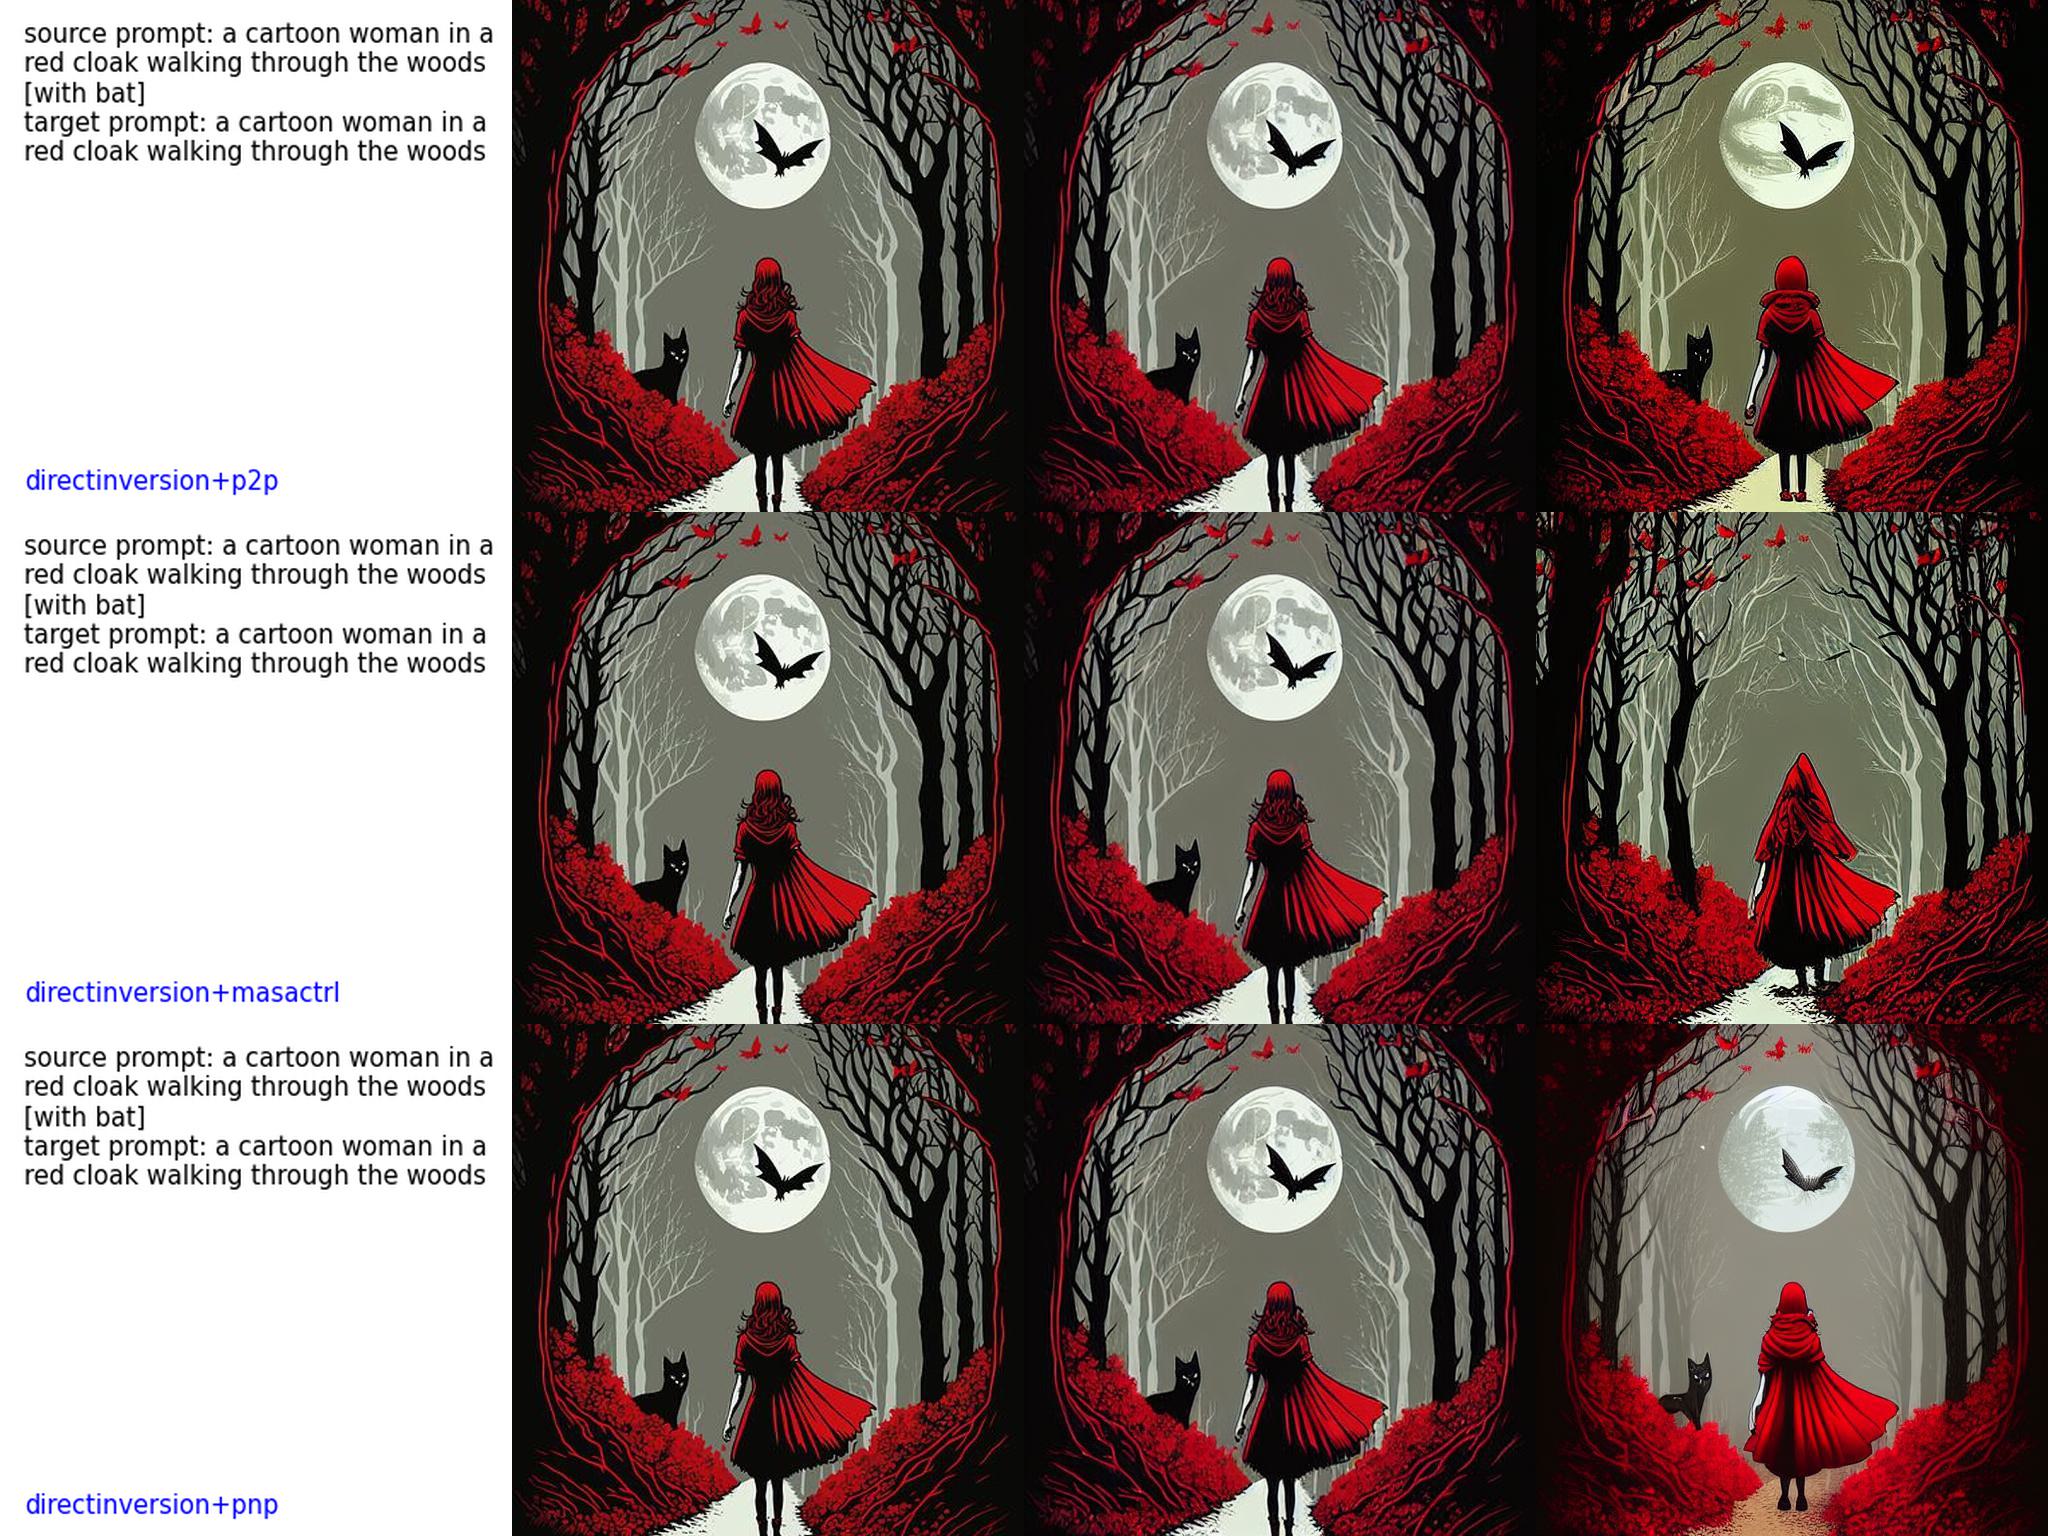 source prompt: a cartoon woman in a
red cloak walking through the woods
[with bat]
target prompt: a cartoon woman in a
red cloak walking through the woods
directinversion+p2p
source prompt: a cartoon woman in a
red cloak walking through the woods
[with bat]
target prompt: a cartoon woman in a
red cloak walking through the woods
directinversion+masactrl
source prompt: a cartoon woman in a
red cloak walking through the woods
[with bat]
target prompt: a cartoon woman in a
red cloak walking through the woods
directinversion+pnp